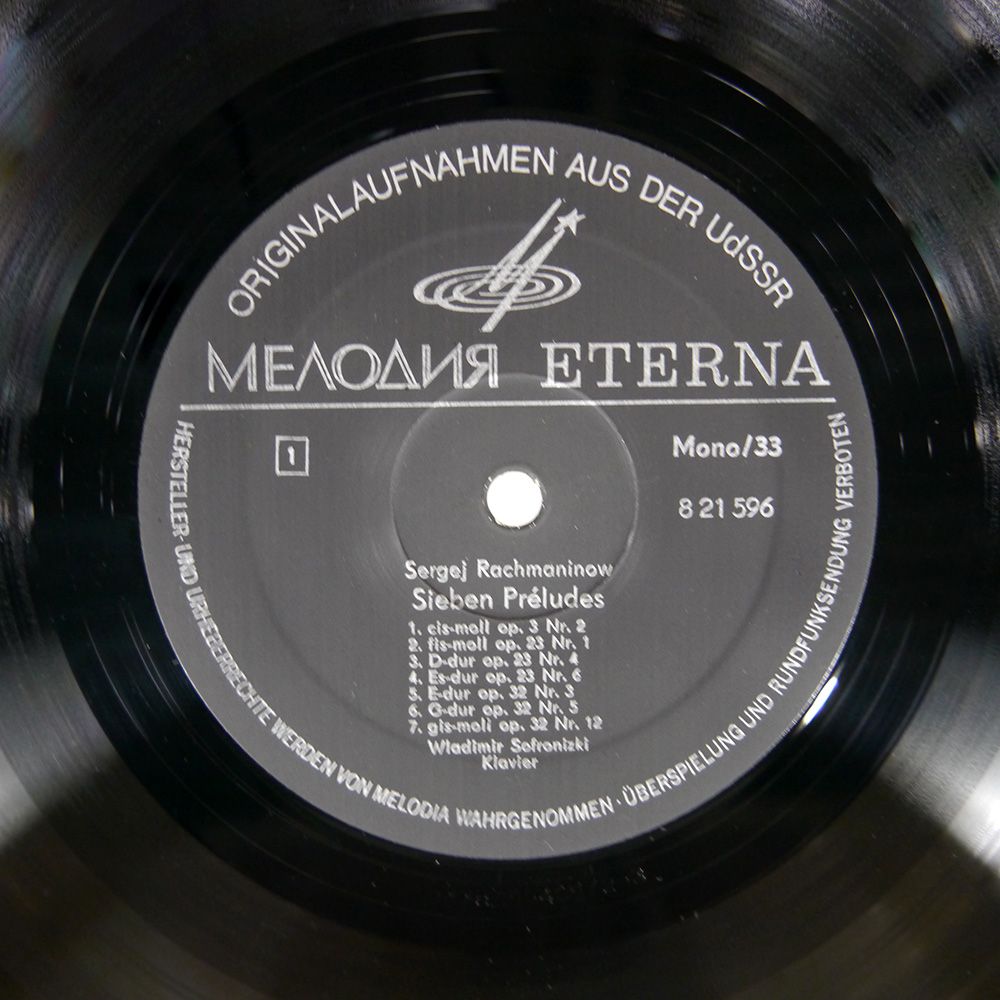 ORIGINALAUFNAHMEN AUS DER UdSSR
МЕЛОДИЯ ETERNA
1
Mono/33
8 21 596
Sergej Rachmaninow
Sieben Préludes
1. cis-moll op. 3 Nr. 2
2. fis-moll op. 23 Nr. 1
3. D-dur op. 23 Nr. 4
4. Es-dur op. 23 Nr. 6
5. E-dur op. 32 Nr. 3
6. G-dur op. 32 Nr. 5
7. gis-moll op. 32 Nr. 12
Wladimir Sofronizki
Klavier
HERSTELLER- UND URHEBERRECHTE WERDEN VON MELODIA WAHRGENOMMEN · ÜBERSPIELUNG UND RUNDFUNKSENDUNG VERBOTEN